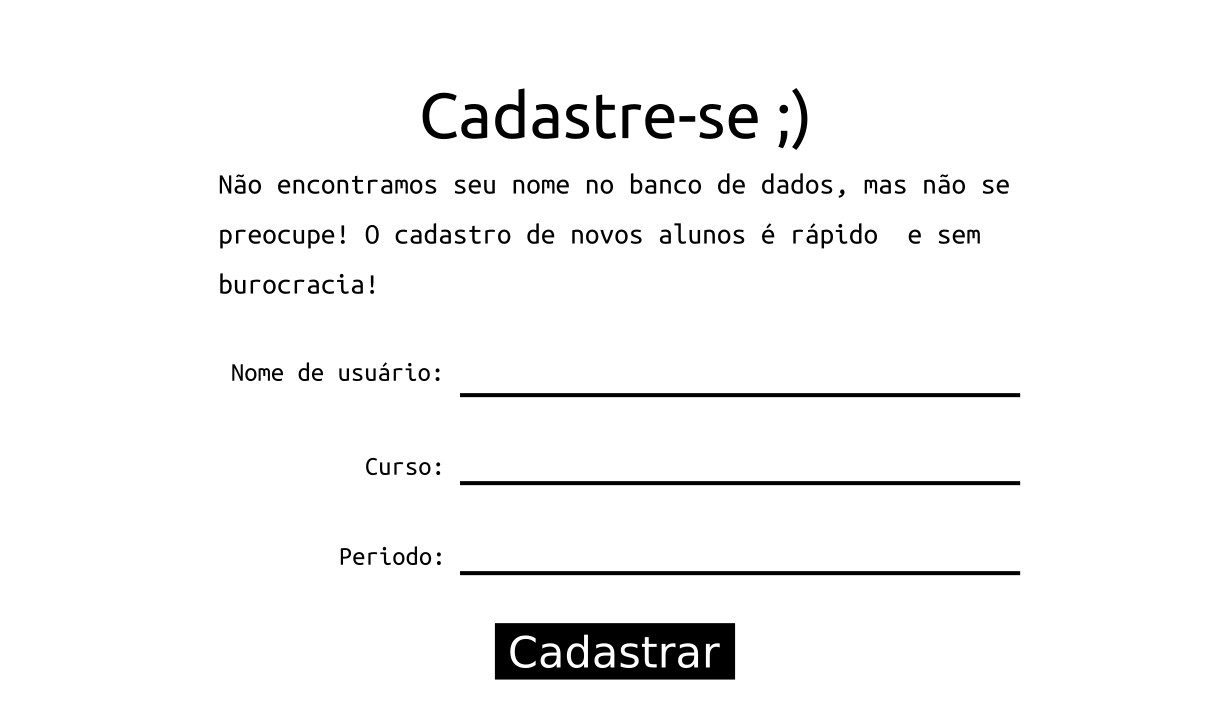 Cadastre-se ;)
Não encontramos seu nome no banco de dados, mas não se
preocupe! O cadastro de novos alunos é rápido  e sem
burocracia!
Nome de usuário:
Curso:
Periodo:
Cadastrar